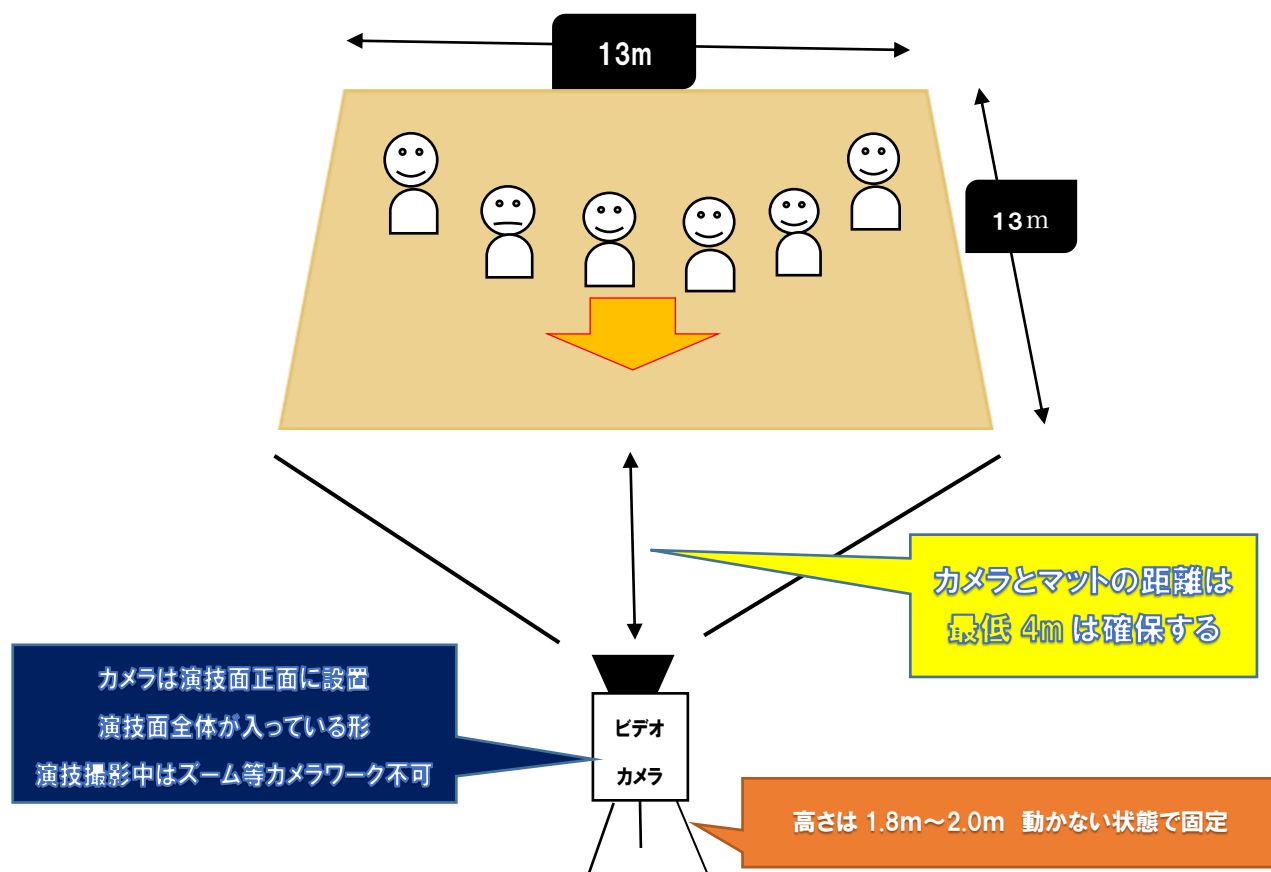 13m
13m
カメラとマットの距離は
最低 4m は確保する
カメラは演技面正面に設置
演技面全体が入っている形
演技撮影中はズーム等カメラワーク不可
ビデオ
カメラ
高さは 1.8m～2.0m 動かない状態で固定